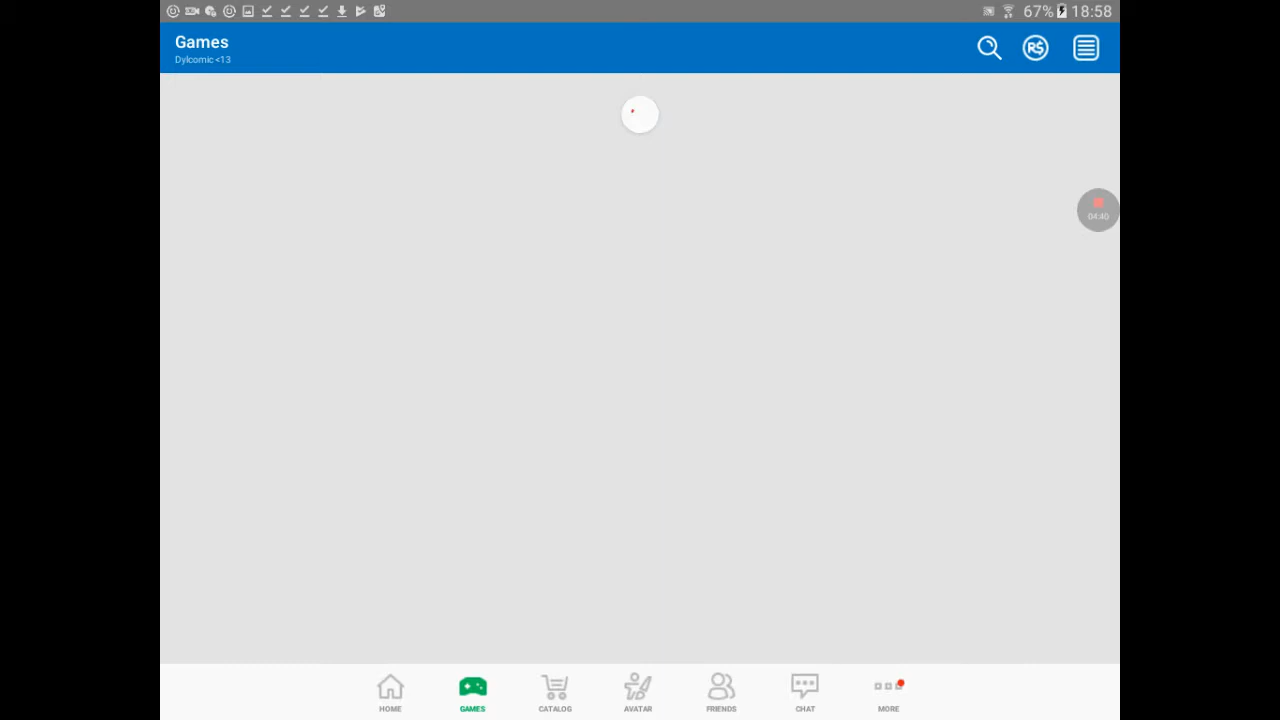 67% 18:58
Games
Dylcomic <13
R$
04:40
HOME GAMES CATALOG AVATAR FRIENDS CHAT MORE